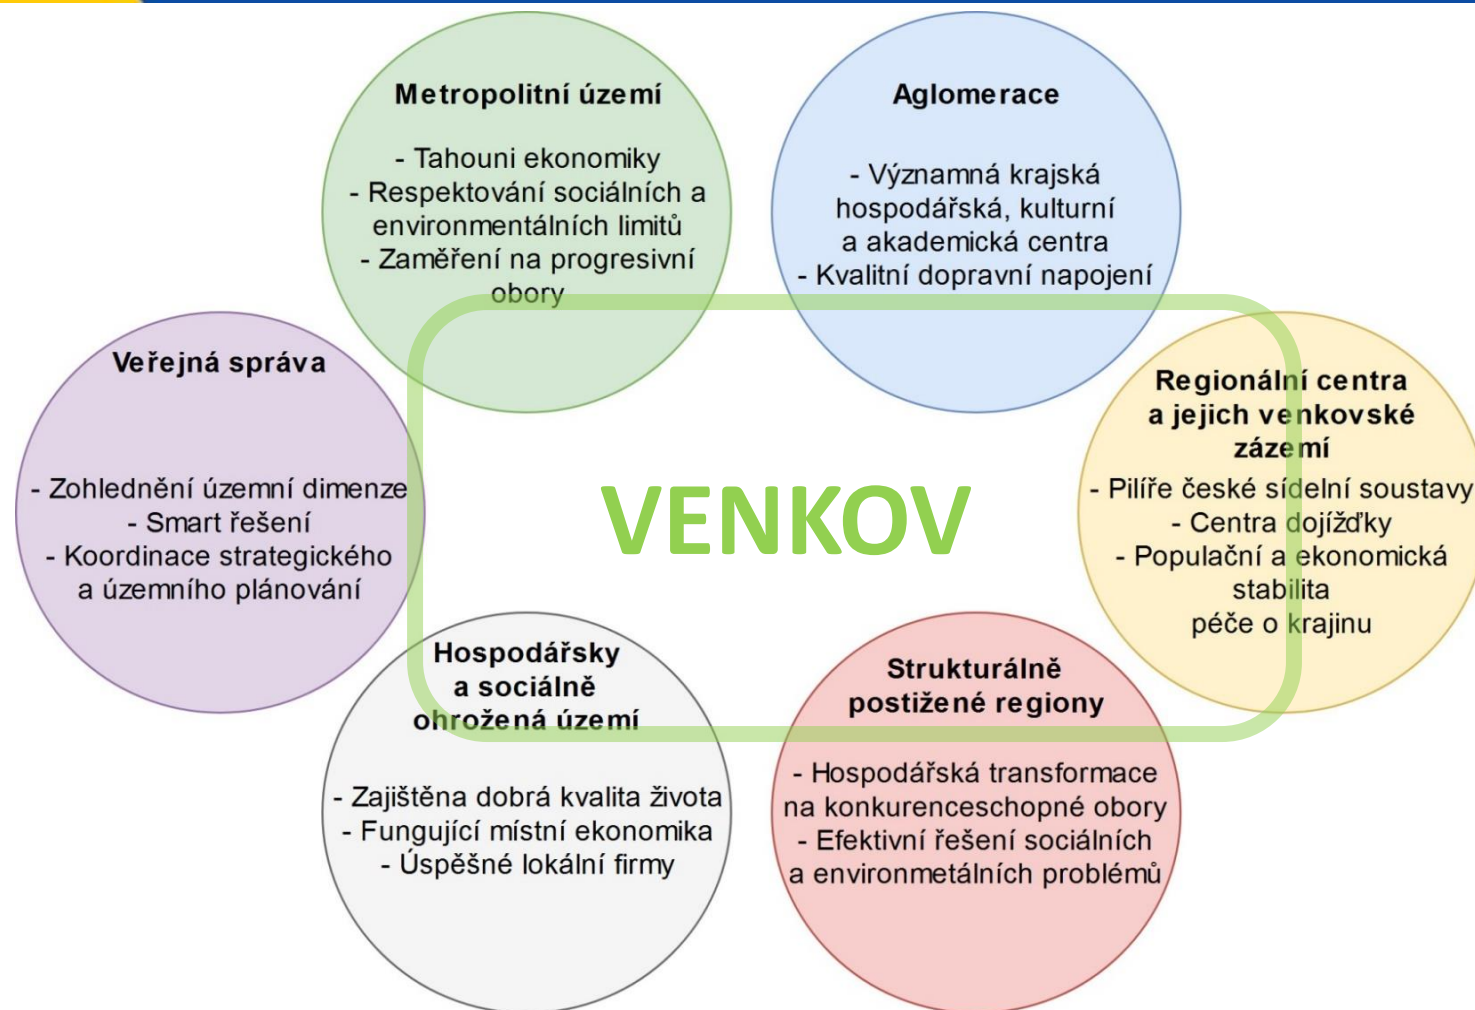 Metropolitní území
- Tahouni ekonomiky
- Respektování sociálních a
environmentálních limitů
- Zaměření na progresivní
obory
Aglomerace
- Významná krajská
hospodářská, kulturní
a akademická centra
- Kvalitní dopravní napojení
Veřejná správa
- Zohlednění územní dimenze
- Smart řešení
- Koordinace strategického
a územního plánování
VENKOV
Regionální centra
a jejich venkovské
zázemí
- Pilíře české sídelní soustavy
- Centra dojížďky
- Populační a ekonomická
stabilita
péče o krajinu
Hospodářsky
a sociálně
ohrožená území
- Zajištěna dobrá kvalita života
- Fungující místní ekonomika
- Úspěšné lokální firmy
Strukturálně
postižené regiony
- Hospodářská transformace
na konkurenceschopné obory
- Efektivní řešení sociálních
a environmetálních problémů